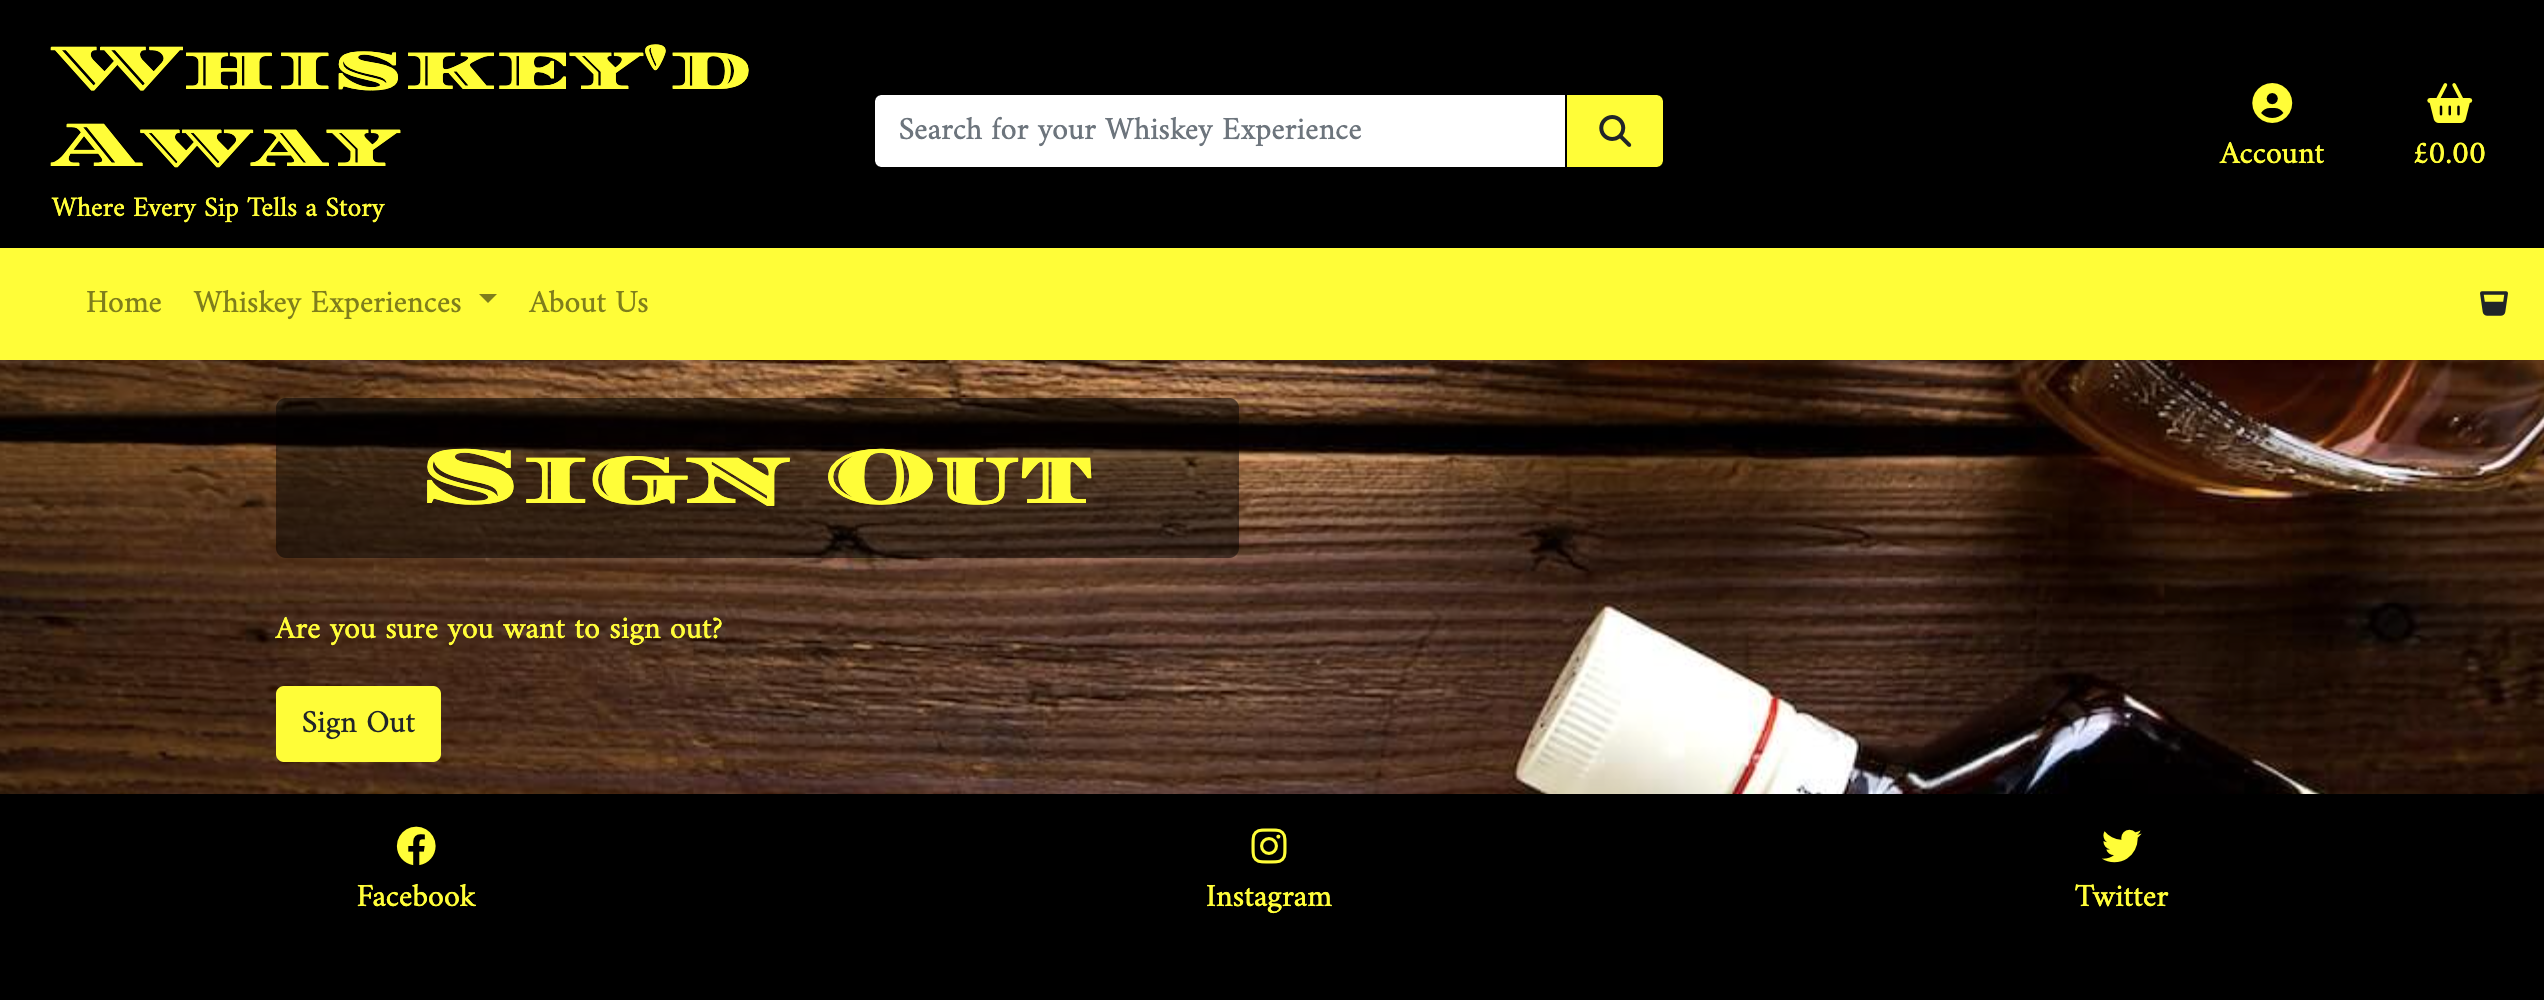 Whiskey'd
Away
Where Every Sip Tells a Story
Search for your Whiskey Experience
Account
£0.00
Home
Whiskey Experiences
About Us
Sign Out
Are you sure you want to sign out?
Sign Out
Facebook
Instagram
Twitter